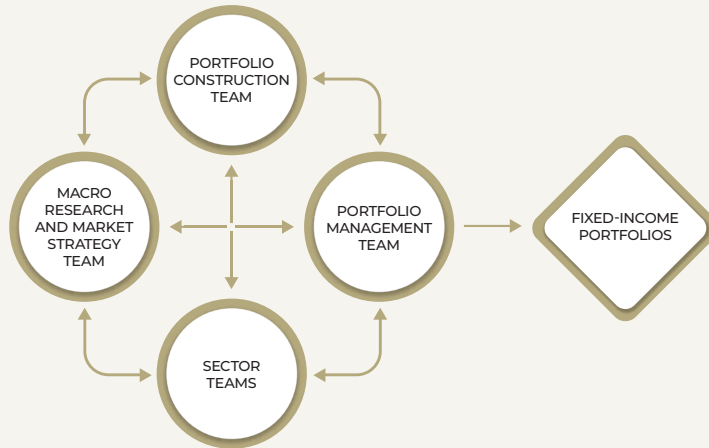 PORTFOLIO
CONSTRUCTION
TEAM
MACRO
RESEARCH
AND MARKET
STRATEGY
TEAM
PORTFOLIO
MANAGEMENT
TEAM
FIXED-INCOME
PORTFOLIOS
SECTOR
TEAMS